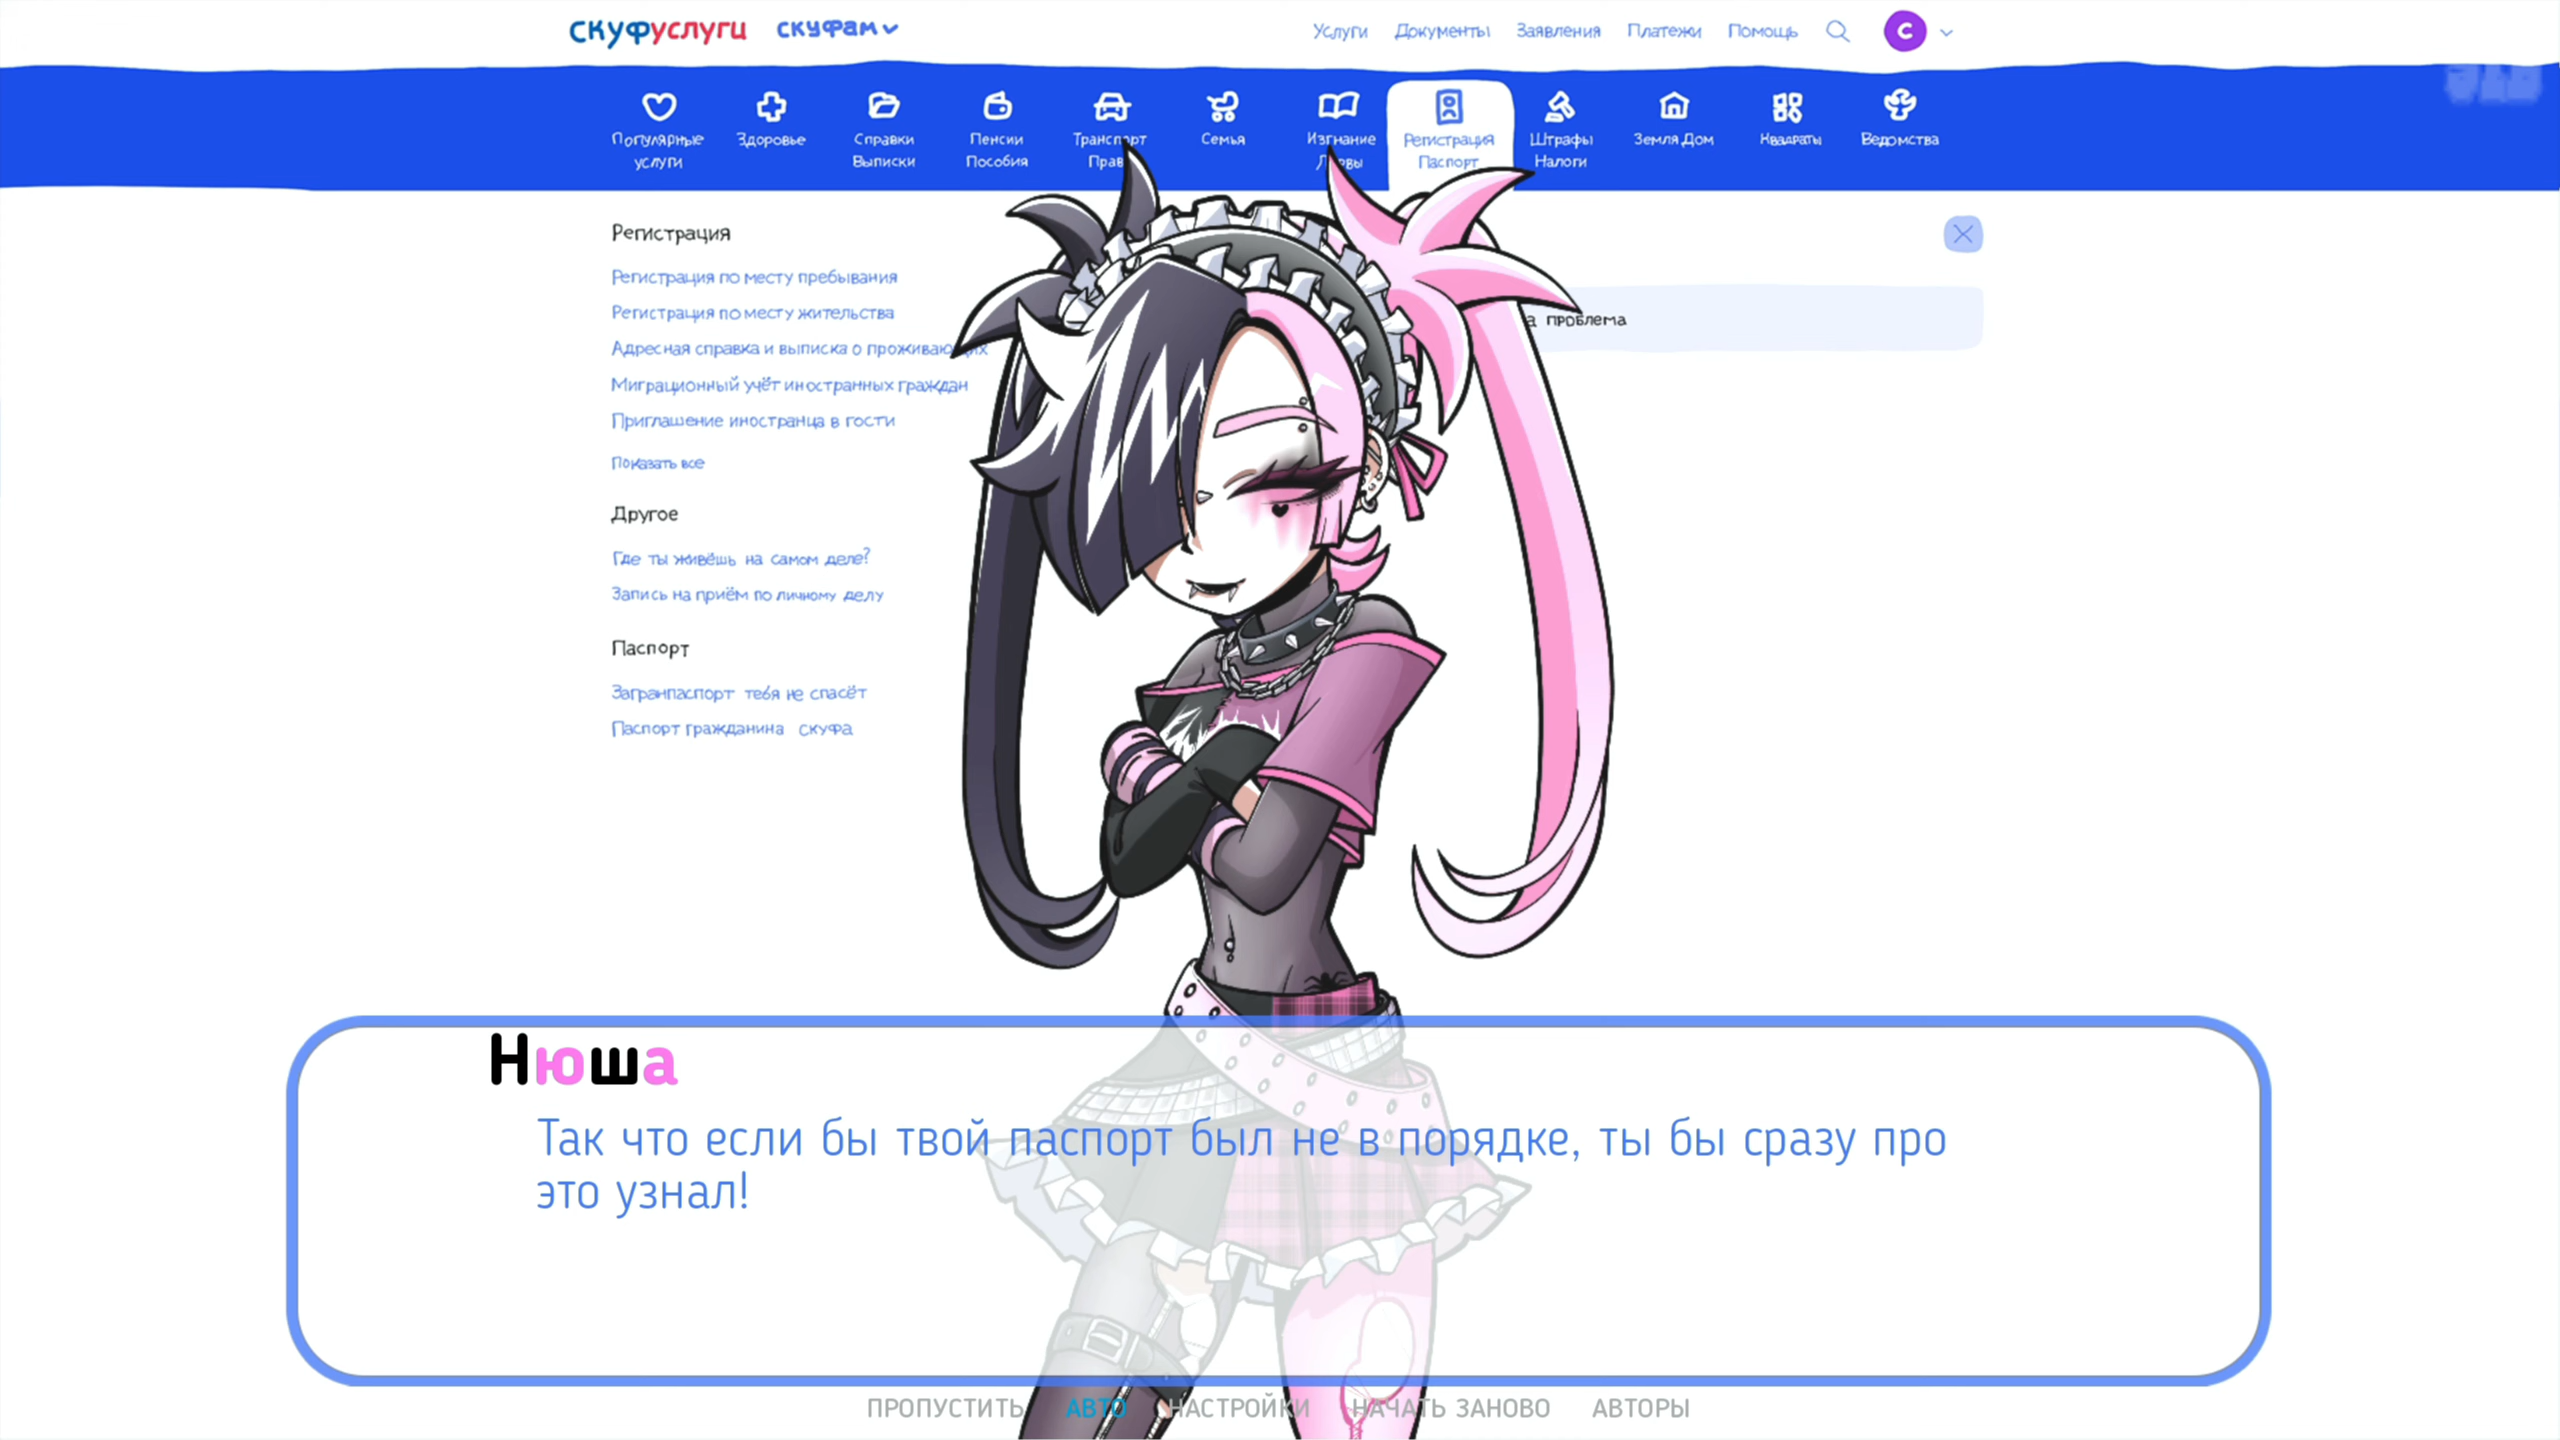 скуфуслуги скуфам Услуги Документы Заявления Платежи Помощь С
Популярные услуги
Здоровье
Справки Выписки
Пенсии Пособия
Транспорт
Семья
Изгнание
Регистрация Паспорт
Штрафы Налоги
Земля Дом
Квадраты
Ведомства
Регистрация
Регистрация по месту пребывания
Регистрация по месту жительства
Адресная справка и выписка о
Миграционный учёт иностранных граждан
Приглашение иностранца в гости
Показать все
Другое
Где ты живёшь на самом деле?
Запись на приём по личному делу
Паспорт
Загранпаспорт тебя не спасёт
Паспорт гражданина скуфа
а проблема
Нюша
Так что если бы твой паспорт был не в порядке, ты бы сразу про
это узнал!
ПРОПУСТИТЬ АВТО НАСТРОЙКИ НАЧАТЬ ЗАНОВО АВТОРЫ